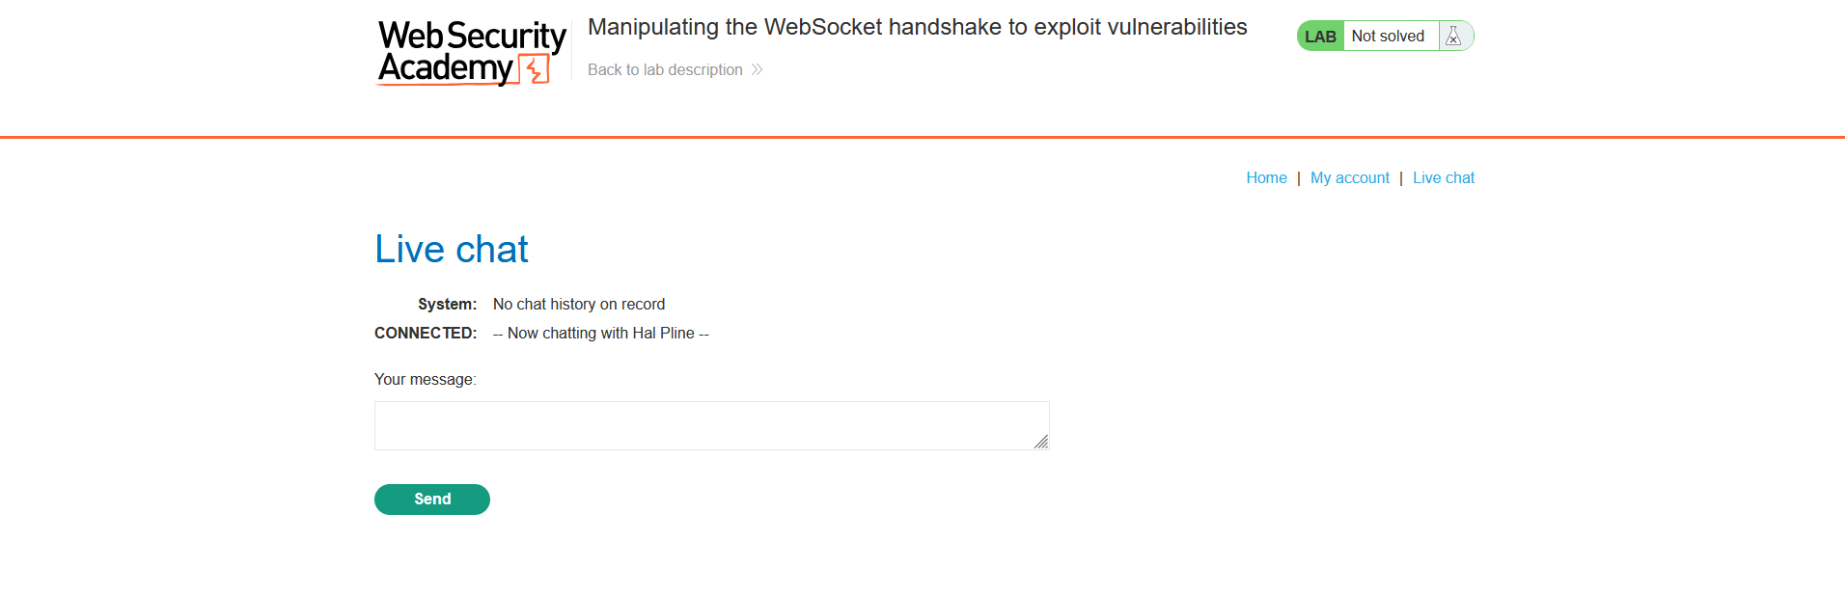 Web Security
Academy
Manipulating the WebSocket handshake to exploit vulnerabilities
Back to lab description
LAB Not solved
Home | My account | Live chat
Live chat
System: No chat history on record
CONNECTED: -- Now chatting with Hal Pline --
Your message:
Send